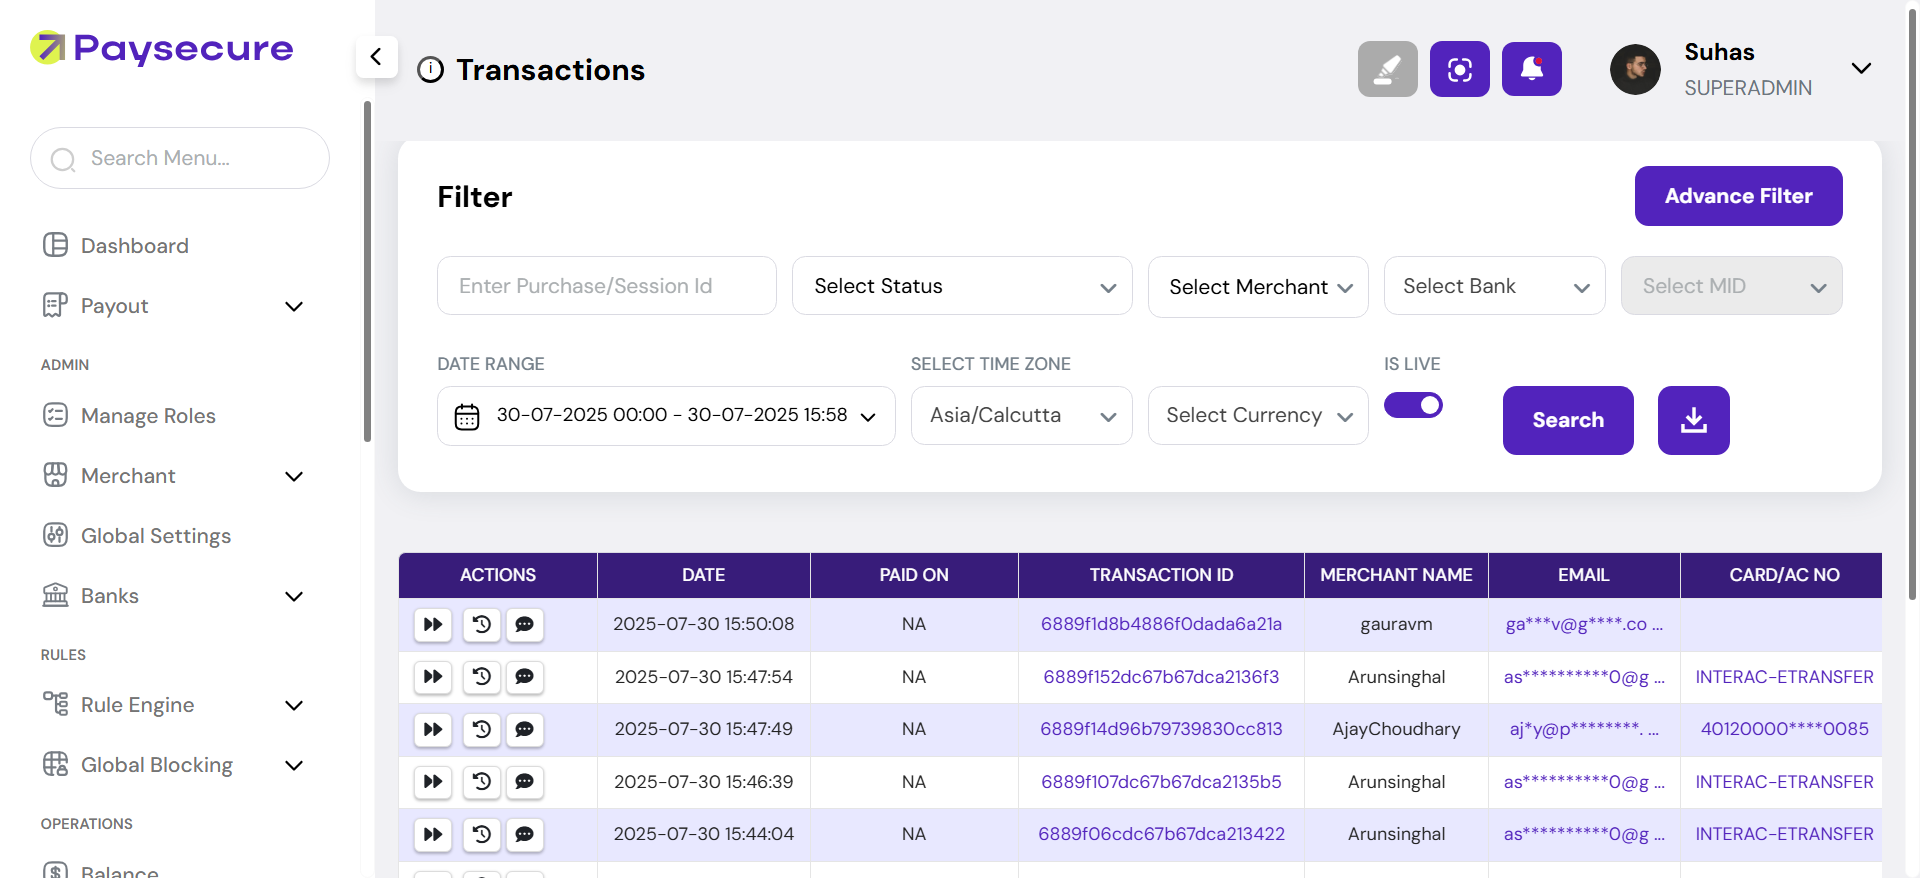 Paysecure
Transactions
Suhas
SUPERADMIN
Search Menu...
Dashboard
Payout
ADMIN
Manage Roles
Merchant
Global Settings
Banks
RULES
Rule Engine
Global Blocking
OPERATIONS
Balance
Filter
Advance Filter
Enter Purchase/Session Id
Select Status
Select Merchant
Select Bank
Select MID
DATE RANGE
SELECT TIME ZONE
IS LIVE
30-07-2025 00:00 - 30-07-2025 15:58
Asia/Calcutta
Select Currency
Search
ACTIONS DATE PAID ON TRANSACTION ID MERCHANT NAME EMAIL CARD/AC NO
2025-07-30 15:50:08 NA 6889f1d8b4886f0dada6a21a gauravm ga***v@g****.co ...
2025-07-30 15:47:54 NA 6889f152dc67b67dca2136f3 Arunsinghal as**********0@g ... INTERAC-ETRANSFER
2025-07-30 15:47:49 NA 6889f14d96b79739830cc813 AjayChoudhary aj*y@p********. ... 40120000****0085
2025-07-30 15:46:39 NA 6889f107dc67b67dca2135b5 Arunsinghal as**********0@g ... INTERAC-ETRANSFER
2025-07-30 15:44:04 NA 6889f06cdc67b67dca213422 Arunsinghal as**********0@g ... INTERAC-ETRANSFER